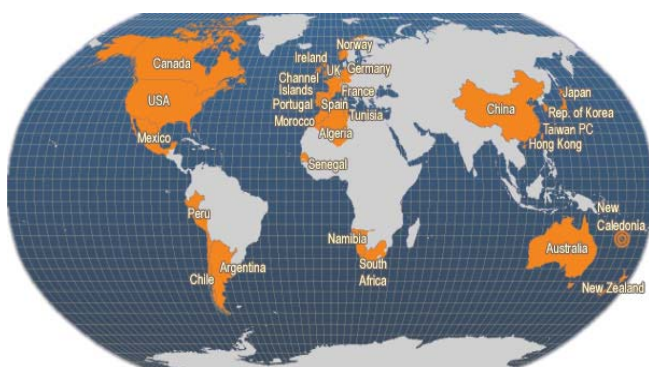 Canada
USA
Mexico
Peru
Chile
Argentina
Norway
Ireland
UK
Germany
Channel
Islands
France
Portugal
Spain
Morocco
Tunisia
Algeria
Senegal
Namibia
South
Africa
China
Japan
Rep. of Korea
Taiwan PC
Hong Kong
New
Caledonia
Australia
New Zealand